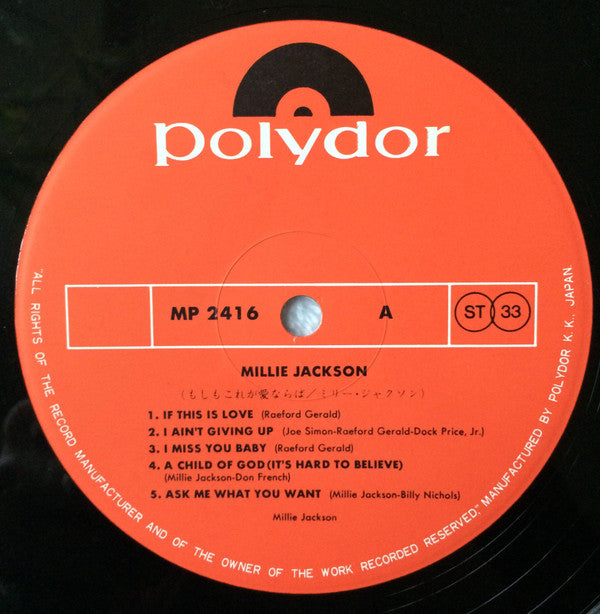 polydor
MP 2416 A ST 33
MILLIE JACKSON
(もしもこれが愛ならば/ミリー・ジャクソン)
1. IF THIS IS LOVE (Raeford Gerald)
2. I AIN'T GIVING UP (Joe Simon-Raeford Gerald-Dock Price, Jr.)
3. I MISS YOU BABY (Raeford Gerald)
4. A CHILD OF GOD (IT'S HARD TO BELIEVE)
(Millie Jackson-Don French)
5. ASK ME WHAT YOU WANT (Millie Jackson-Billy Nichols)
Millie Jackson
"ALL RIGHTS OF THE RECORD MANUFACTURER AND OF THE OWNER OF THE WORK RECORDED RESERVED," MANUFACTURED BY POLYDOR K.K., JAPAN.